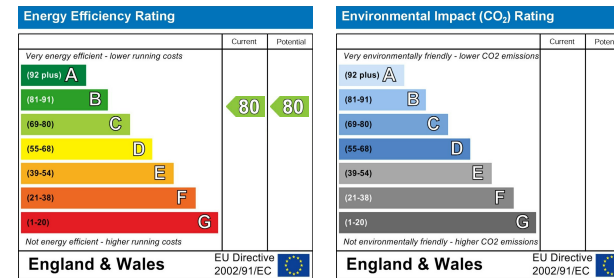 Energy Efficiency Rating
Current Potential
Very energy efficient - lower running costs
(92 plus) A
(81-91) B
80 80
(69-80) C
(55-68) D
(39-54) E
(21-38) F
(1-20) G
Not energy efficient - higher running costs
England & Wales
EU Directive
2002/91/EC
Environmental Impact (CO₂) Rating
Current Poten
Very environmentally friendly - lower CO2 emissions
(92 plus) A
(81-91) B
(69-80) C
(55-68) D
(39-54) E
(21-38) F
(1-20) G
Not environmentally friendly - higher CO2 emissions
England & Wales
EU Directive
2002/91/EC